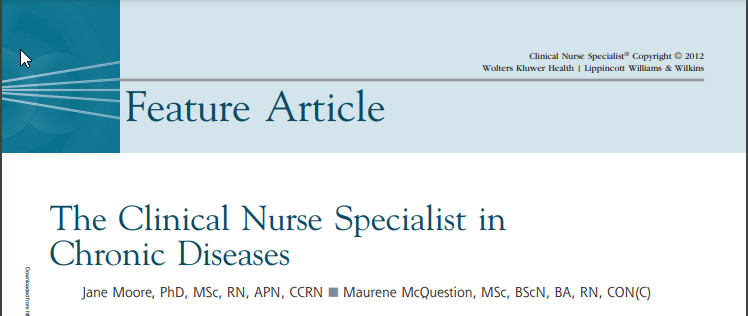 Clinical Nurse Specialist® Copyright © 2012
Wolters Kluwer Health | Lippincott Williams & Wilkins
Feature Article
The Clinical Nurse Specialist in
Chronic Diseases
Jane Moore, PhD, MSc, RN, APN, CCRN ■ Maurene McQuestion, MSc, BScN, BA, RN, CON(C)
Downloaded from